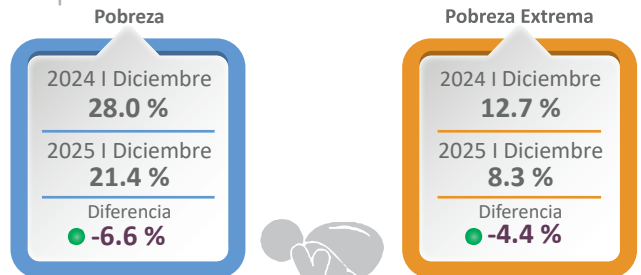 Pobreza
2024 I Diciembre
28.0 %
2025 I Diciembre
21.4 %
Diferencia
-6.6 %
Pobreza Extrema
2024 I Diciembre
12.7 %
2025 I Diciembre
8.3 %
Diferencia
-4.4 %